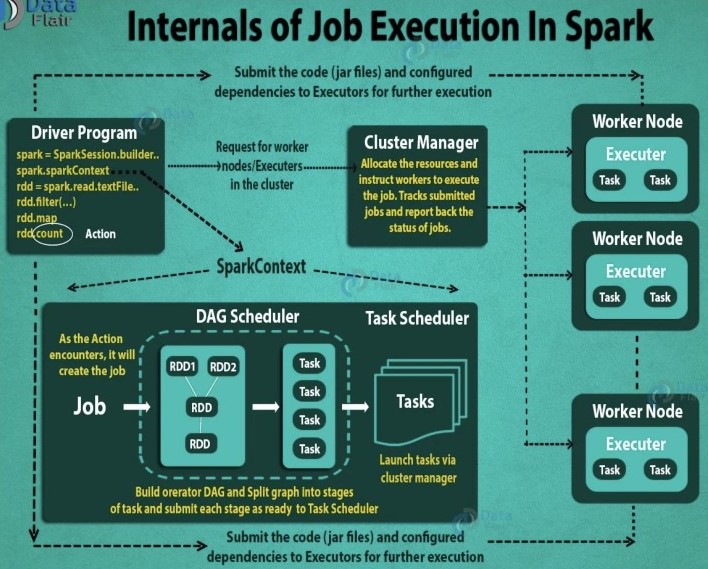 Data
Flair
Internals of Job Execution In Spark
Submit the code (jar files) and configured
dependencies to Executors for further execution
Driver Program
spark = SparkSession.builder..
spark.sparkContext
rdd = spark.read.textFile..
rdd.filter(...)
rdd.map
rdd.count
Action
Request for worker
nodes/Executers
in the cluster
Cluster Manager
Allocate the resources and
instruct workers to execute
the job. Tracks submitted
jobs and report back the
status of jobs.
Worker Node
Executer
Task Task
Worker Node
Executer
Task Task
Worker Node
Executer
Task Task
SparkContext
DAG Scheduler
Task Scheduler
As the Action
encounters, it will
create the job
Job
RDD1 RDD2
RDD
RDD
Task
Task
Task
Task
Tasks
Launch tasks via
cluster manager
Build orerator DAG and Split graph into stages
of task and submit each stage as ready to Task Scheduler
Submit the code (jar files) and configured
dependencies to Executors for further execution